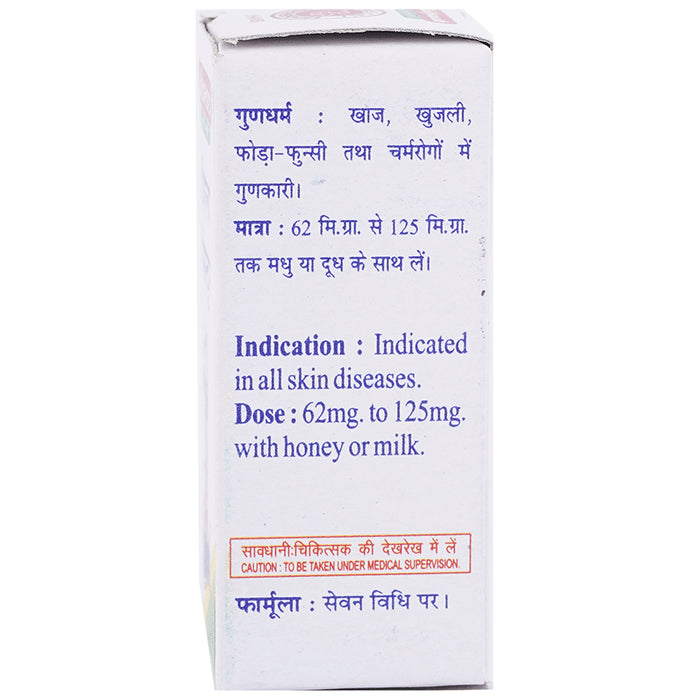 गुणधर्म : खाज, खुजली,
फोड़ा-फुन्सी तथा चर्मरोगों में
गुणकारी।
मात्रा : 62 मि.ग्रा. से 125 मि.ग्रा.
तक मधु या दूध के साथ लें।
Indication : Indicated
in all skin diseases.
Dose : 62mg. to 125mg.
with honey or milk.
सावधानी:चिकित्सक की देखरेख में लें
CAUTION : TO BE TAKEN UNDER MEDICAL SUPERVISION.
फार्मूला : सेवन विधि पर।